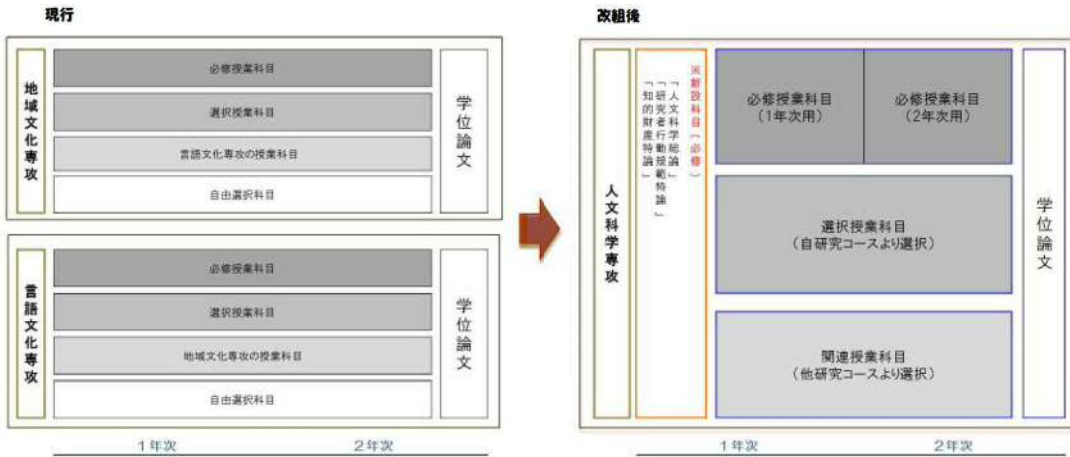 現行
地域文化専攻
必修授業科目
選択授業科目
言語文化専攻の授業科目
自由選択科目
学位論文
言語文化専攻
必修授業科目
選択授業科目
地域文化専攻の授業科目
自由選択科目
学位論文
1年次
2年次
改組後
人文科学専攻
※新設科目(必修)
「人文科学総論」
「研究者行動規範特論」
「知的財産特論」
必修授業科目
(1年次用)
必修授業科目
(2年次用)
選択授業科目
(自研究コースより選択)
関連授業科目
(他研究コースより選択)
学位論文
1年次
2年次